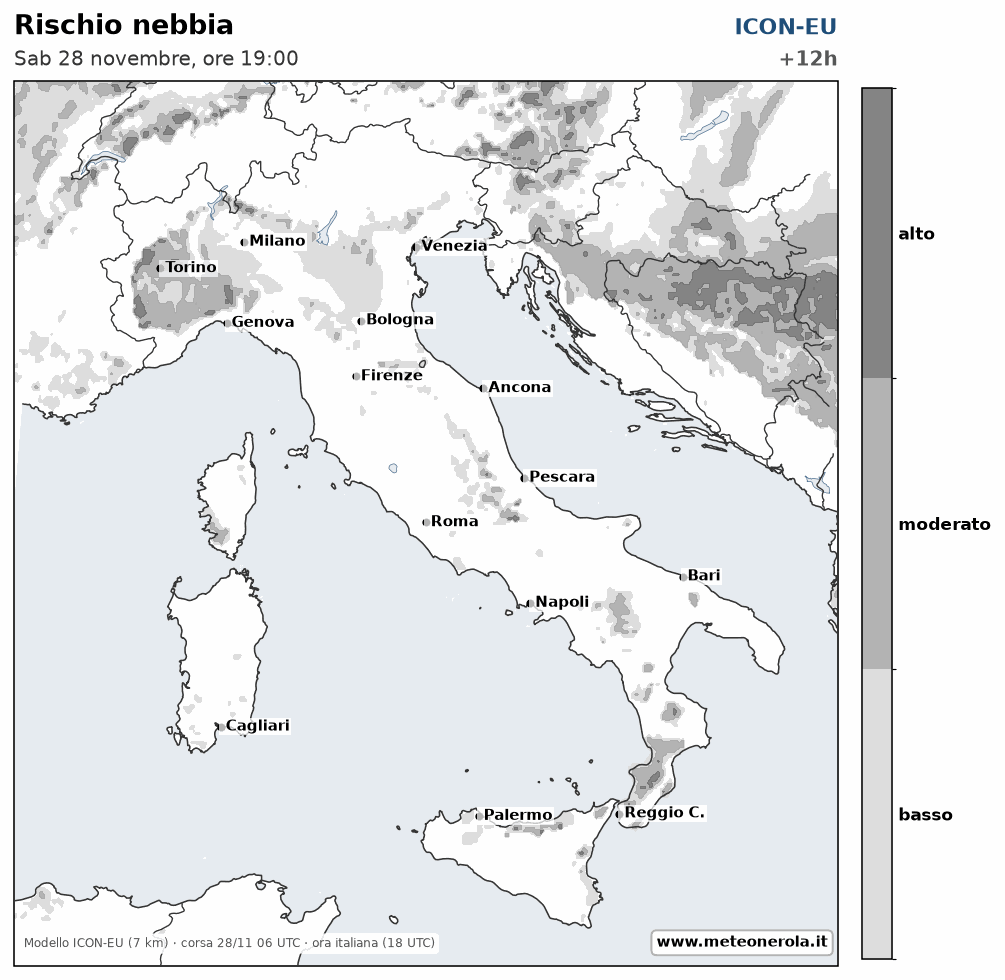 Rischio nebbia
ICON-EU
Sab 28 novembre, ore 19:00
+12h
alto
moderato
basso
Milano
Venezia
Torino
Genova
Bologna
Firenze
Ancona
Pescara
Roma
Bari
Napoli
Cagliari
Palermo
Reggio C.
Modello ICON-EU (7 km) · corsa 28/11 06 UTC · ora italiana (18 UTC)
www.meteonerola.it